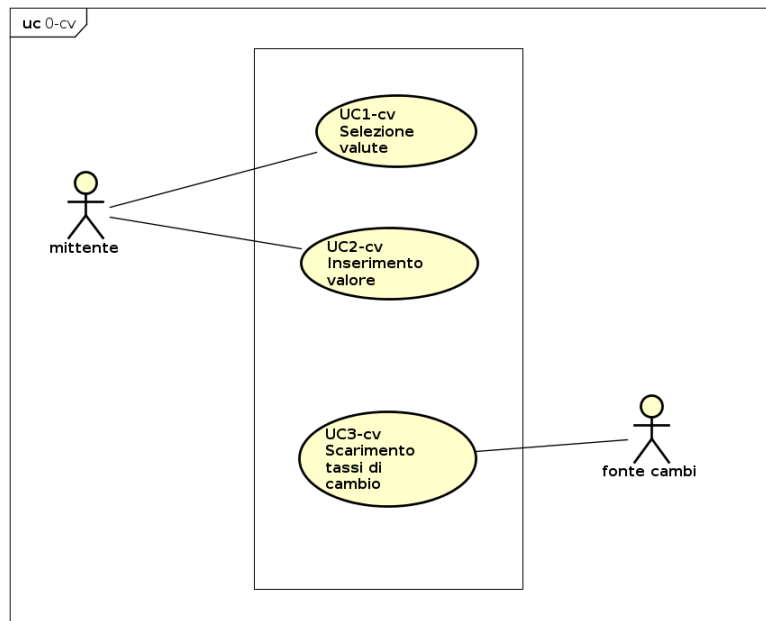 uc 0-cv
UC1-cv
Selezione
valute
mittente
UC2-cv
Inserimento
valore
UC3-cv
Scarimento
tassi di
cambio
fonte cambi